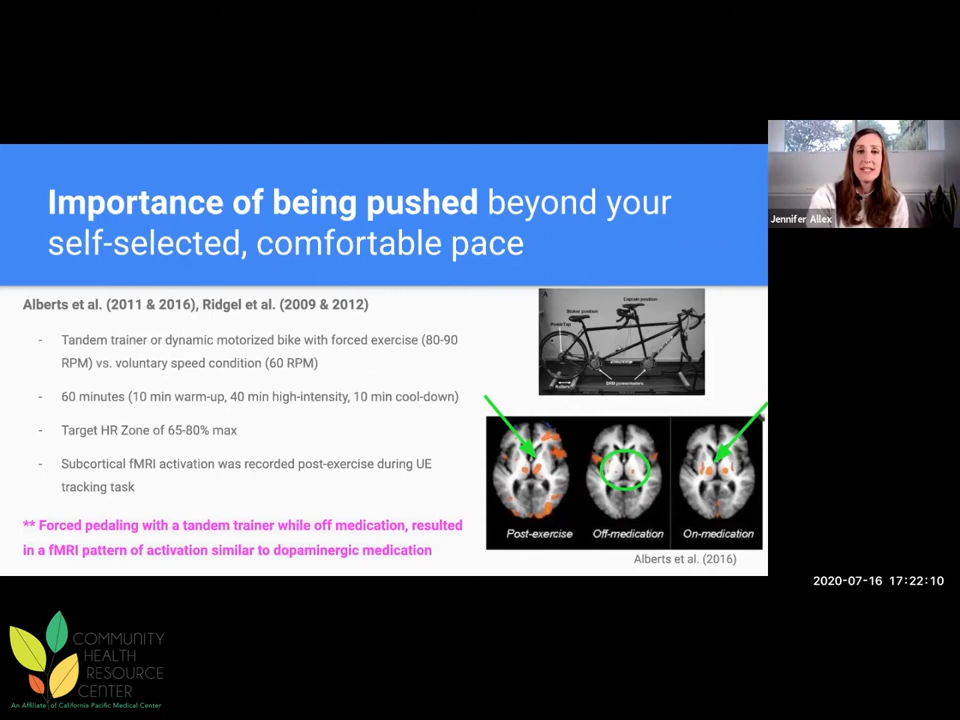 Importance of being pushed beyond your
self-selected, comfortable pace
Jennifer Allex
Alberts et al. (2011 & 2016), Ridgel et al. (2009 & 2012)
- Tandem trainer or dynamic motorized bike with forced exercise (80-90
RPM) vs. voluntary speed condition (60 RPM)
- 60 minutes (10 min warm-up, 40 min high-intensity, 10 min cool-down)
- Target HR Zone of 65-80% max
- Subcortical fMRI activation was recorded post-exercise during UE
tracking task
** Forced pedaling with a tandem trainer while off medication, resulted
in a fMRI pattern of activation similar to dopaminergic medication
A
Captain position
Stoker position
PowerTap
SRM powermeters
Post-exercise
Off-medication
On-medication
Alberts et al. (2016)
2020-07-16 17:22:10
COMMUNITY
HEALTH
RESOURCE
CENTER
An Affiliate of California Pacific Medical Center